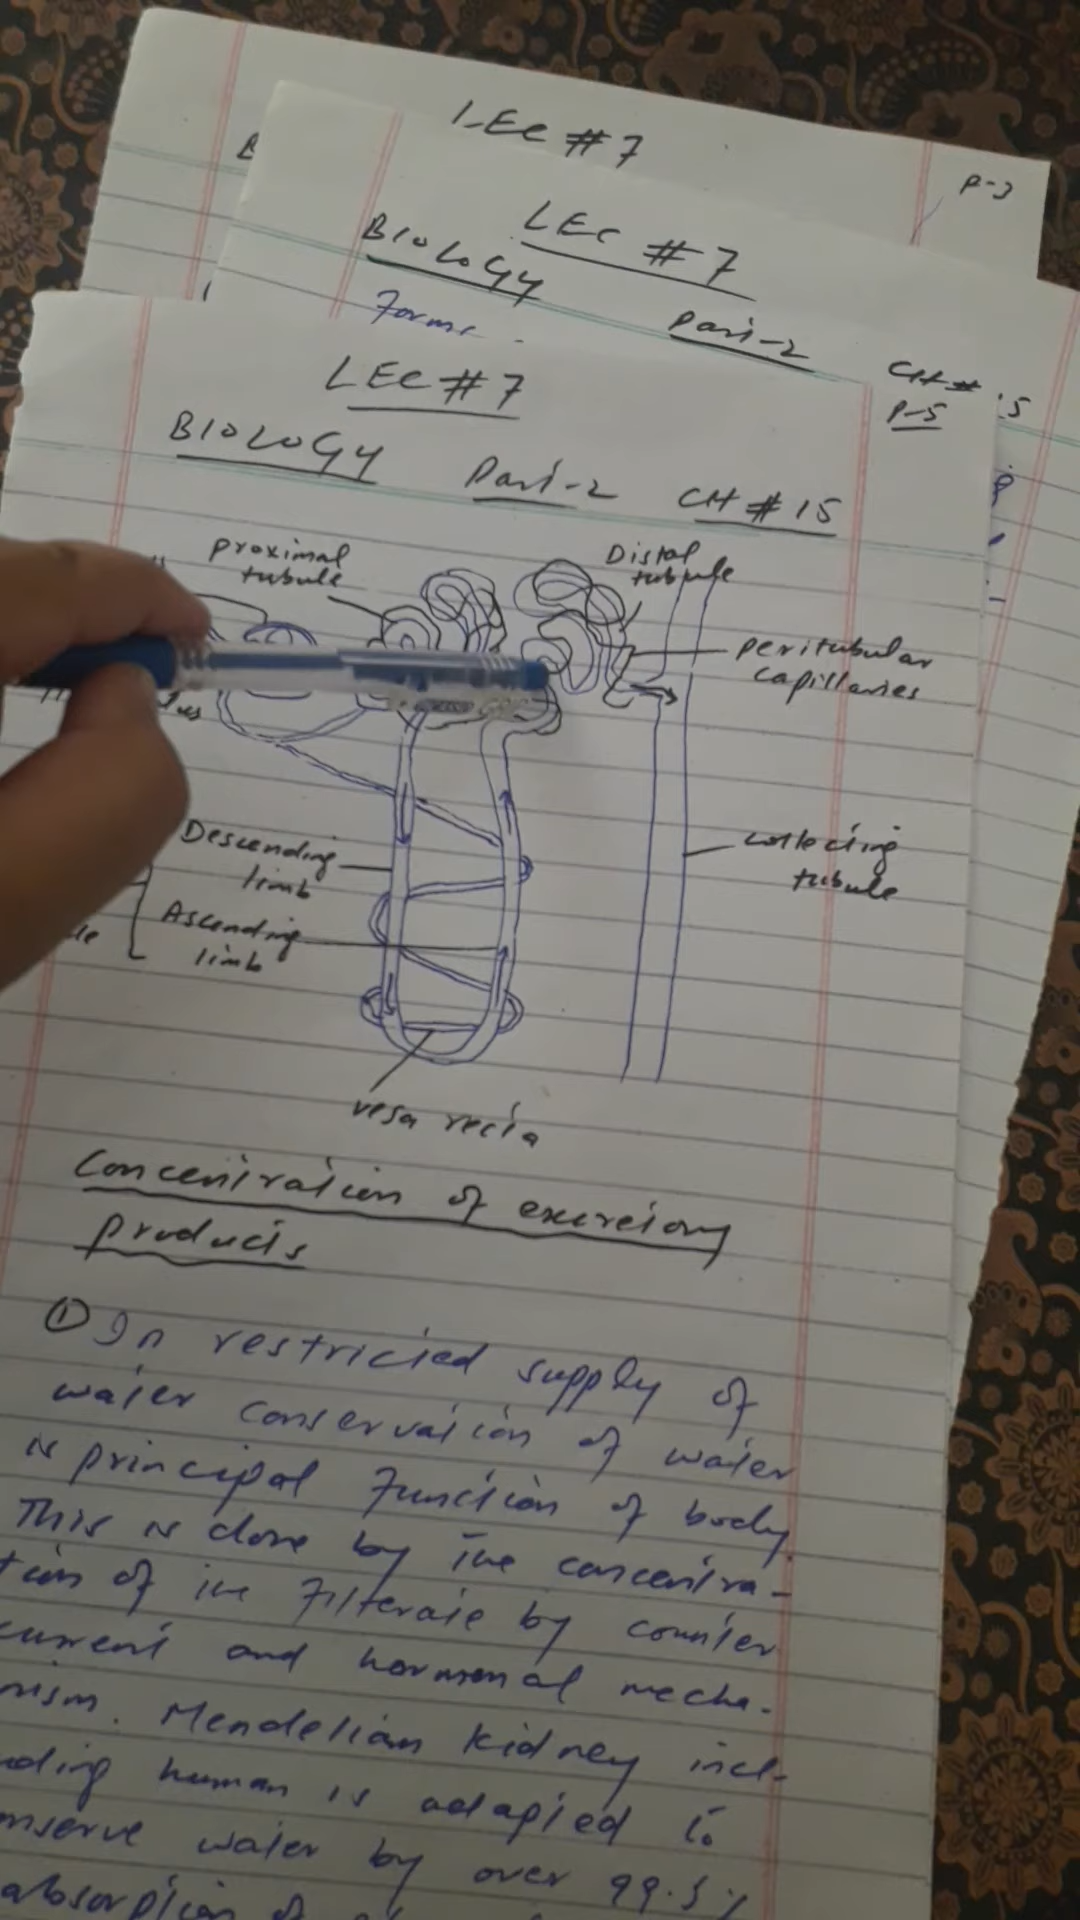 LEC #7
P-3
LEC #7
BIOLOGY Part-2 CH # 15
P-5
Forms
LEC #7
BIOLOGY Part-2 CH # 15
proximal
tubule
Distal
tubule
peritubular
capillaries
Descending
limb
Ascending
limb
collecting
tubule
vesa recta
Concentration of excretory
products
① In restricted supply of
water conservation of water
is principal function of body.
This is done by the concentra-
tion of the filterate by counter
current and hormonal mecha-
nism. Mendelian kidney incl-
uding human is adapted to
water by over 99.5%
absorption of